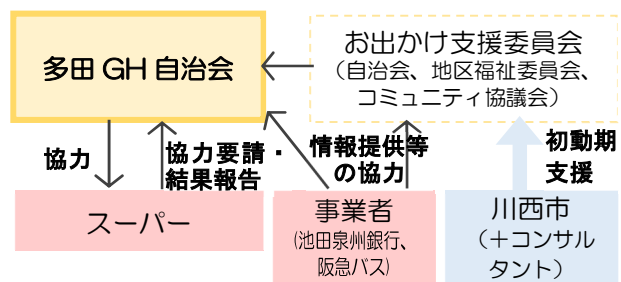 多田GH自治会
お出かけ支援委員会
（自治会、地区福祉委員会、
コミュニティ協議会）
協力
協力要請・
結果報告
情報提供等
の協力
初動期
支援
スーパー
事業者
(池田泉州銀行、
阪急バス)
川西市
（＋コンサル
タント）